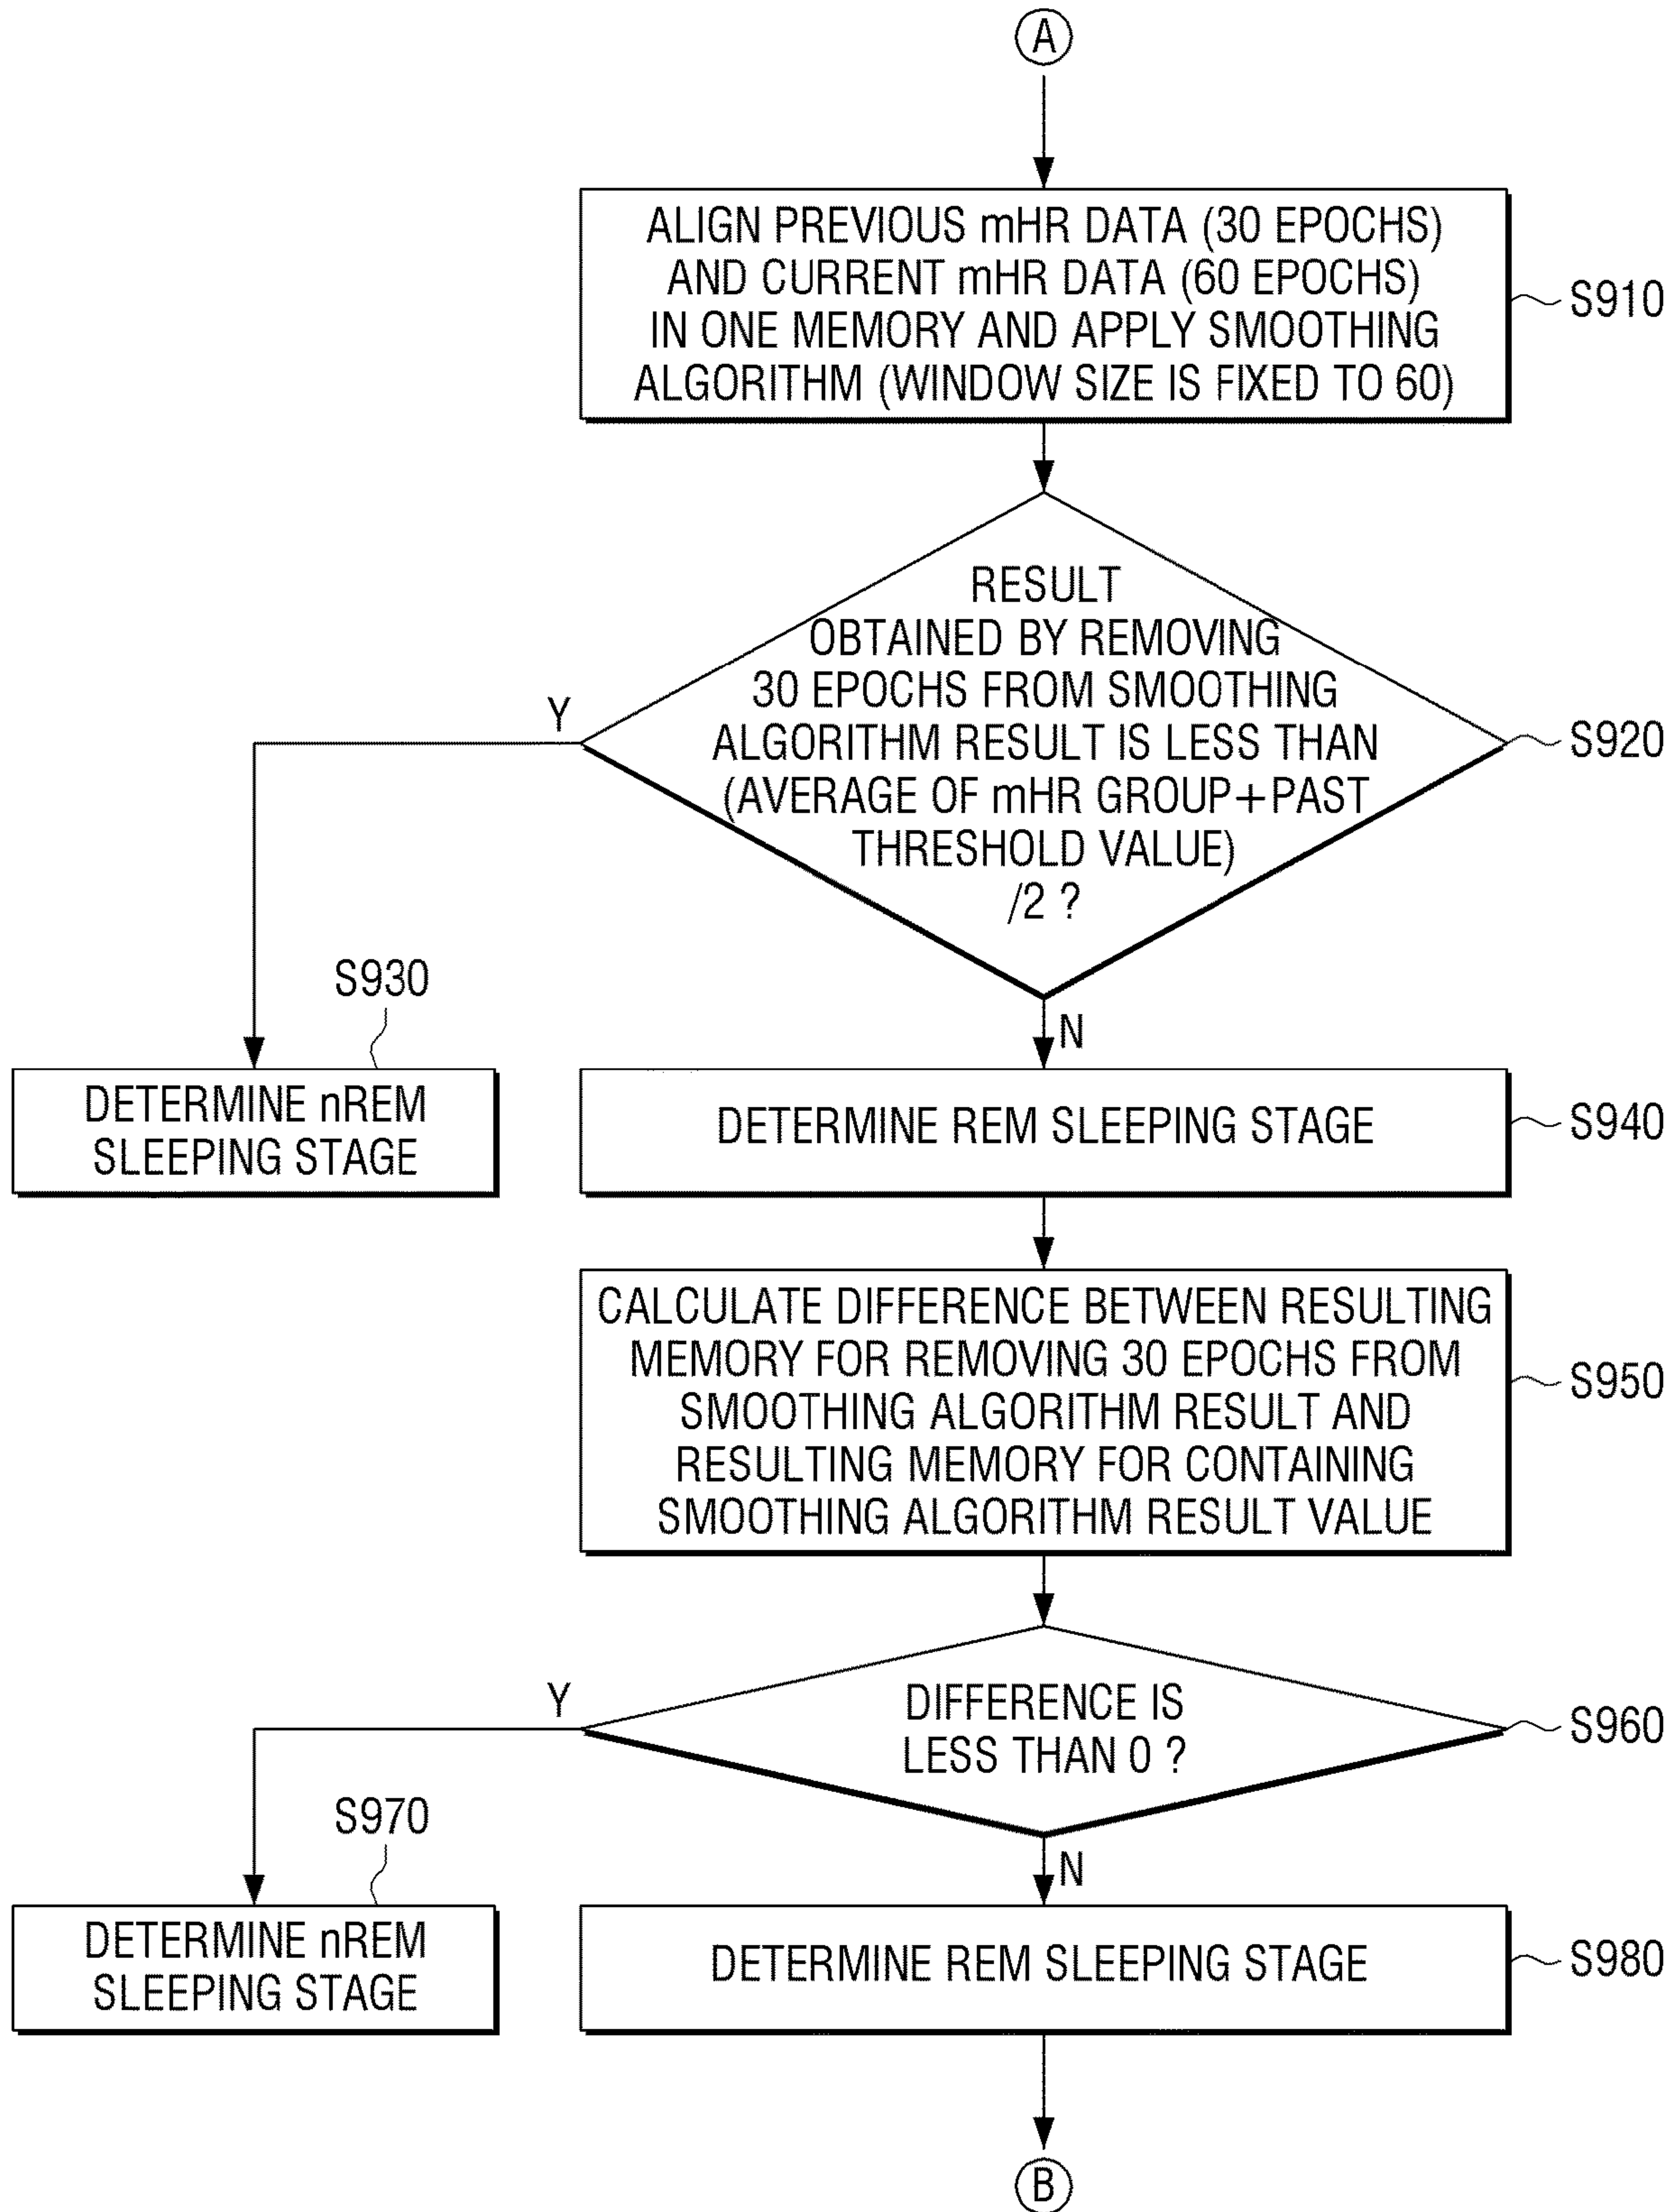 A
ALIGN PREVIOUS mHR DATA (30 EPOCHS)
AND CURRENT mHR DATA (60 EPOCHS)
IN ONE MEMORY AND APPLY SMOOTHING
ALGORITHM (WINDOW SIZE IS FIXED TO 60)
S910
RESULT
OBTAINED BY REMOVING
30 EPOCHS FROM SMOOTHING
ALGORITHM RESULT IS LESS THAN
(AVERAGE OF mHR GROUP+PAST
THRESHOLD VALUE)
/2 ?
S920
Y
N
S930
DETERMINE nREM
SLEEPING STAGE
DETERMINE REM SLEEPING STAGE
S940
CALCULATE DIFFERENCE BETWEEN RESULTING
MEMORY FOR REMOVING 30 EPOCHS FROM
SMOOTHING ALGORITHM RESULT AND
RESULTING MEMORY FOR CONTAINING
SMOOTHING ALGORITHM RESULT VALUE
S950
DIFFERENCE IS
LESS THAN 0 ?
S960
Y
N
S970
DETERMINE nREM
SLEEPING STAGE
DETERMINE REM SLEEPING STAGE
S980
B